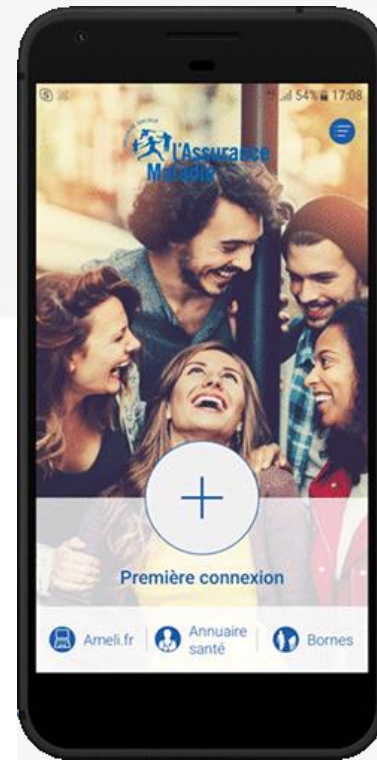 54% 17:08
l'Assurance
Maladie
Première connexion
Ameli.fr
Annuaire
santé
Bornes